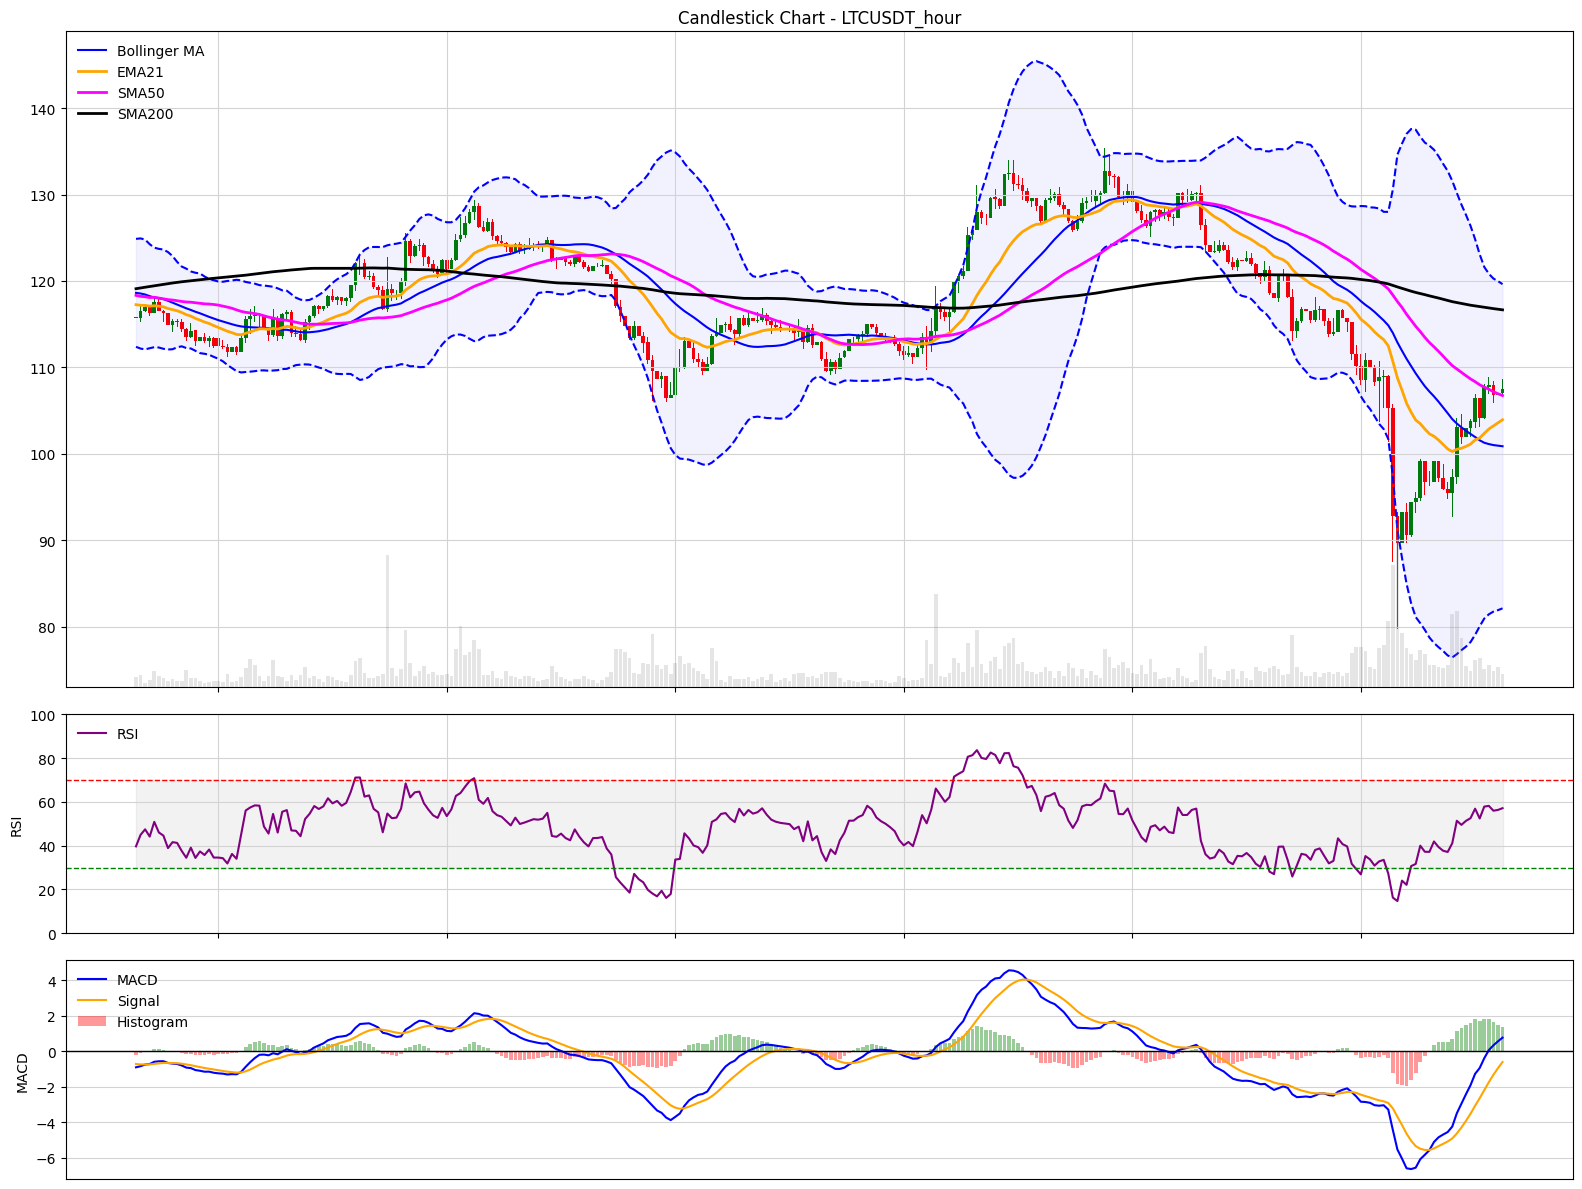 Candlestick Chart - LTCUSDT_hour
Bollinger MA
EMA21
SMA50
SMA200
140
130
120
110
100
90
80
RSI
100
80
60
40
20
0
RSI
MACD
Signal
Histogram
4
2
0
−2
−4
−6
MACD